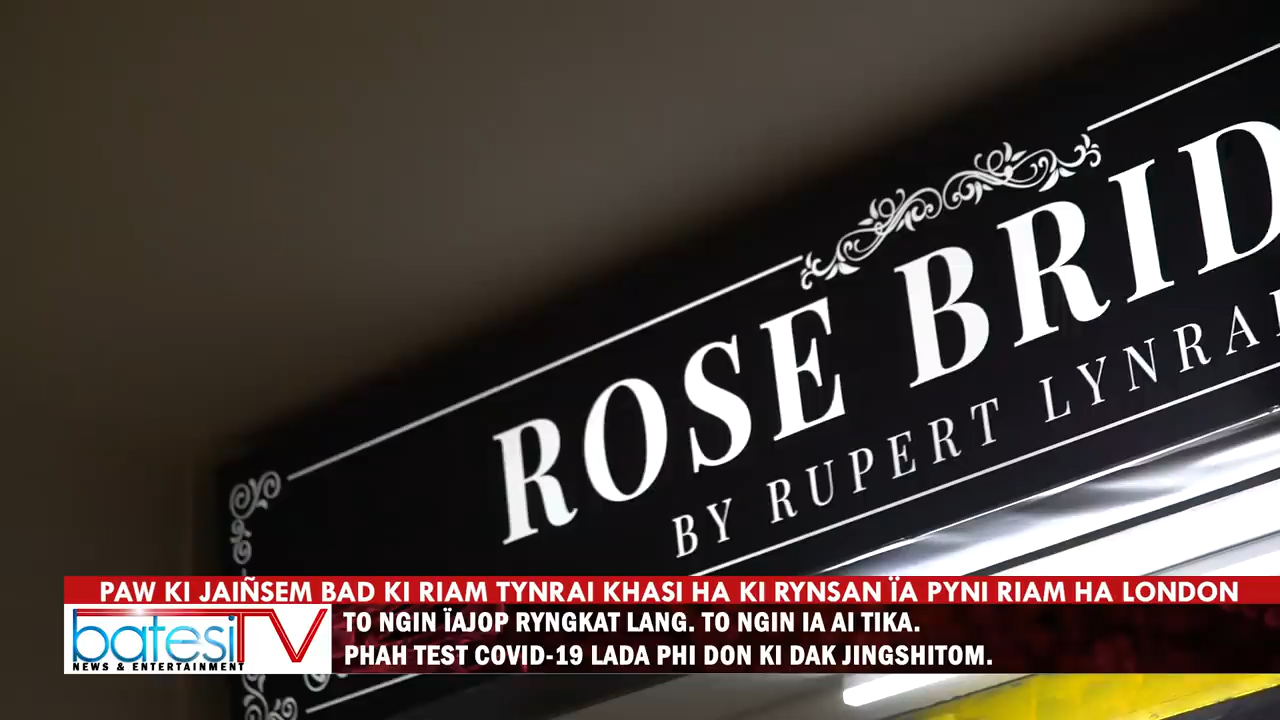 ROSE BRID
BY RUPERT LYNRA
PAW KI JAIÑSEM BAD KI RIAM TYNRAI KHASI HA KI RYNSAN ÏA PYNI RIAM HA LONDON
batesi TV
NEWS & ENTERTAINMENT
TO NGIN ÏAJOP RYNGKAT LANG. TO NGIN IA AI TIKA.
PHAH TEST COVID-19 LADA PHI DON KI DAK JINGSHITOM.